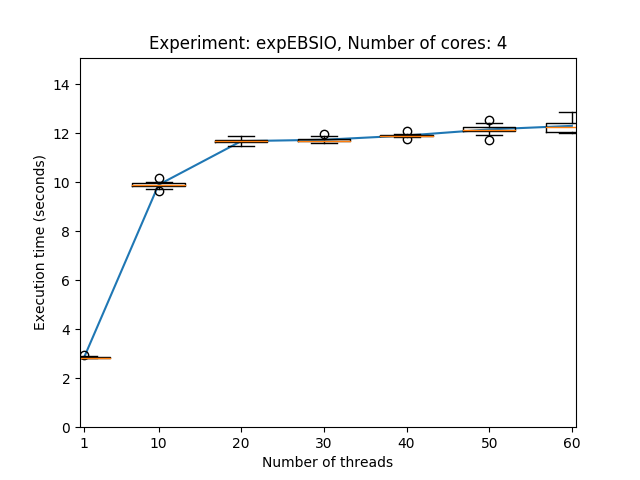 Experiment: expEBSIO, Number of cores: 4
Execution time (seconds)
14
12
10
8
6
4
2
0
1 10 20 30 40 50 60
Number of threads